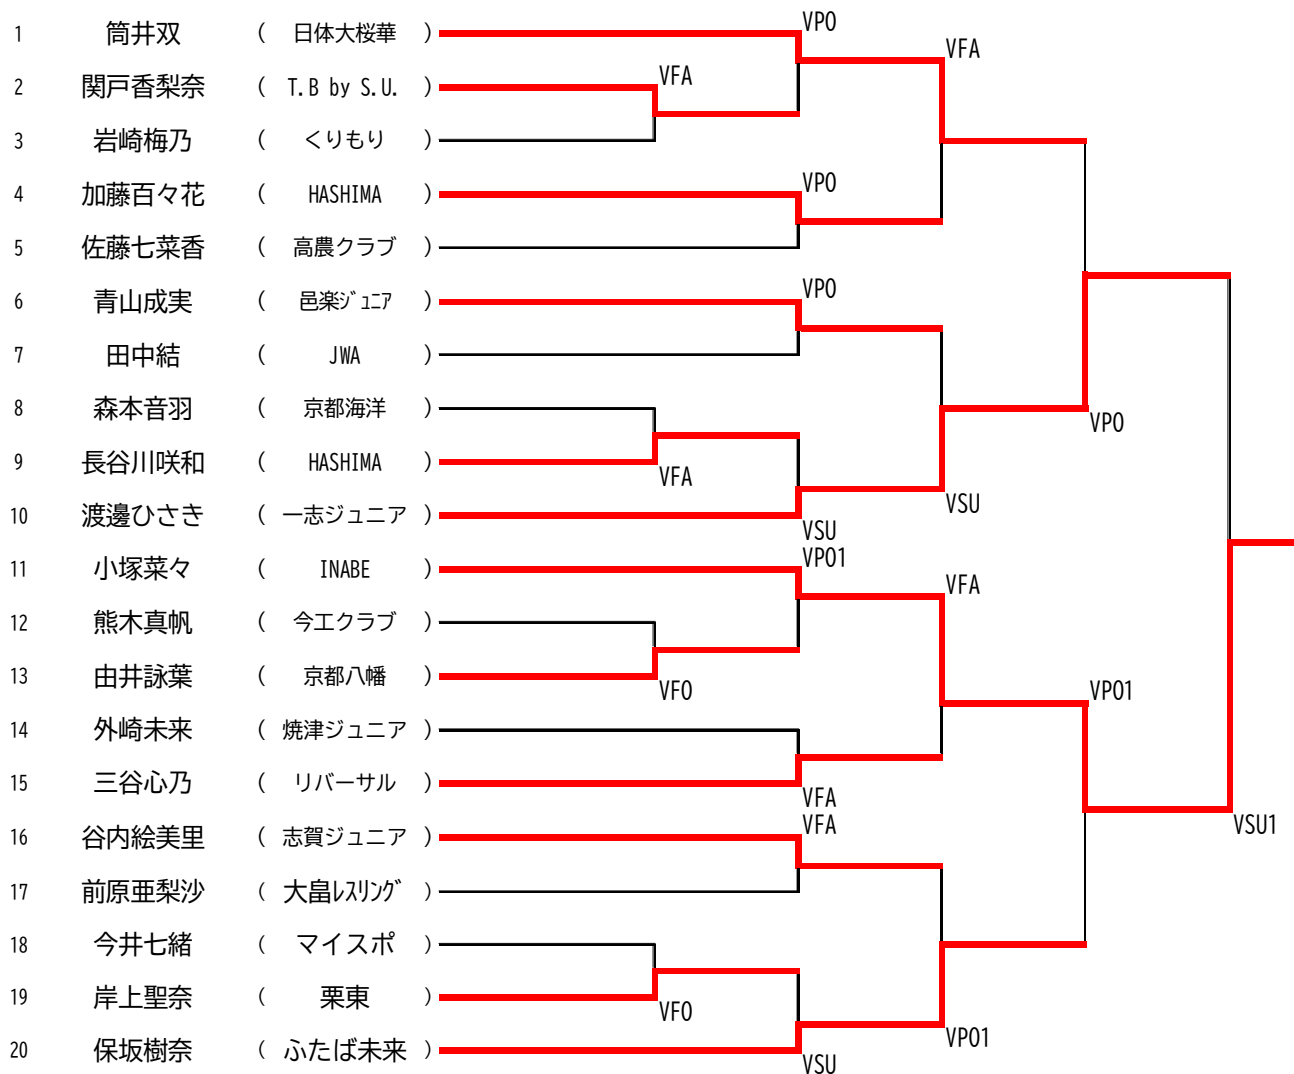 1 筒井双 ( 日体大桜華 ) VPO
VFA
2 関戸香梨奈 ( T.B by S.U. ) VFA
3 岩崎梅乃 ( くりもり )
4 加藤百々花 ( HASHIMA ) VPO
5 佐藤七菜香 ( 高農クラブ )
6 青山成実 ( 邑楽ｼﾞｭﾆｱ ) VPO
7 田中結 ( JWA )
8 森本音羽 ( 京都海洋 )
VPO
9 長谷川咲和 ( HASHIMA ) VFA
VSU
10 渡邊ひさき ( 一志ジュニア ) VSU
11 小塚菜々 ( INABE ) VPO1
VFA
12 熊木真帆 ( 今工クラブ )
13 由井詠葉 ( 京都八幡 ) VFO
VPO1
14 外崎未来 ( 焼津ジュニア )
15 三谷心乃 ( リバーサル ) VFA
16 谷内絵美里 ( 志賀ジュニア ) VFA
VSU1
17 前原亜梨沙 ( 大畠ﾚｽﾘﾝｸﾞ )
18 今井七緒 ( マイスポ )
19 岸上聖奈 ( 栗東 ) VFO
VPO1
20 保坂樹奈 ( ふたば未来 ) VSU